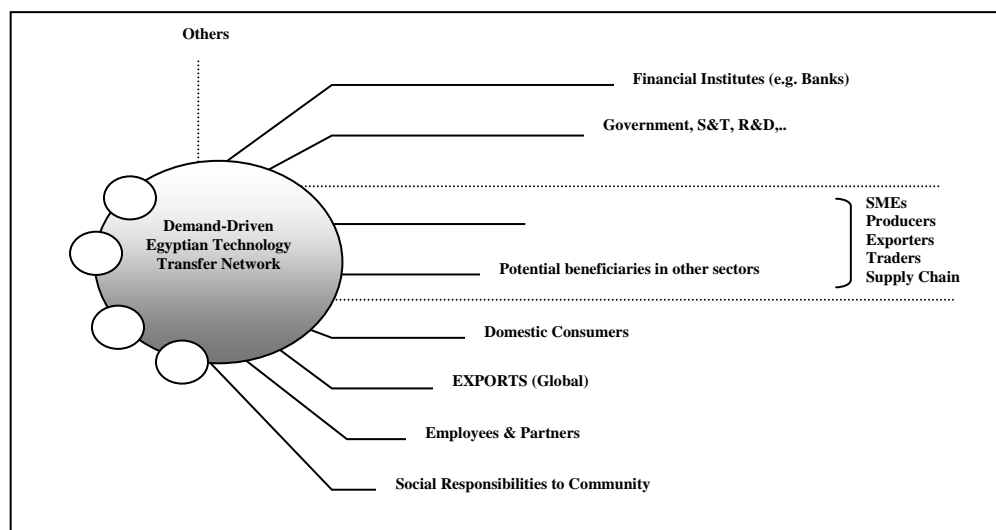 Others
Financial Institutes (e.g. Banks)
Government, S&T, R&D,..
Demand-Driven
Egyptian Technology
Transfer Network
SMEs
Producers
Exporters
Traders
Supply Chain
Potential beneficiaries in other sectors
Domestic Consumers
EXPORTS (Global)
Employees & Partners
Social Responsibilities to Community